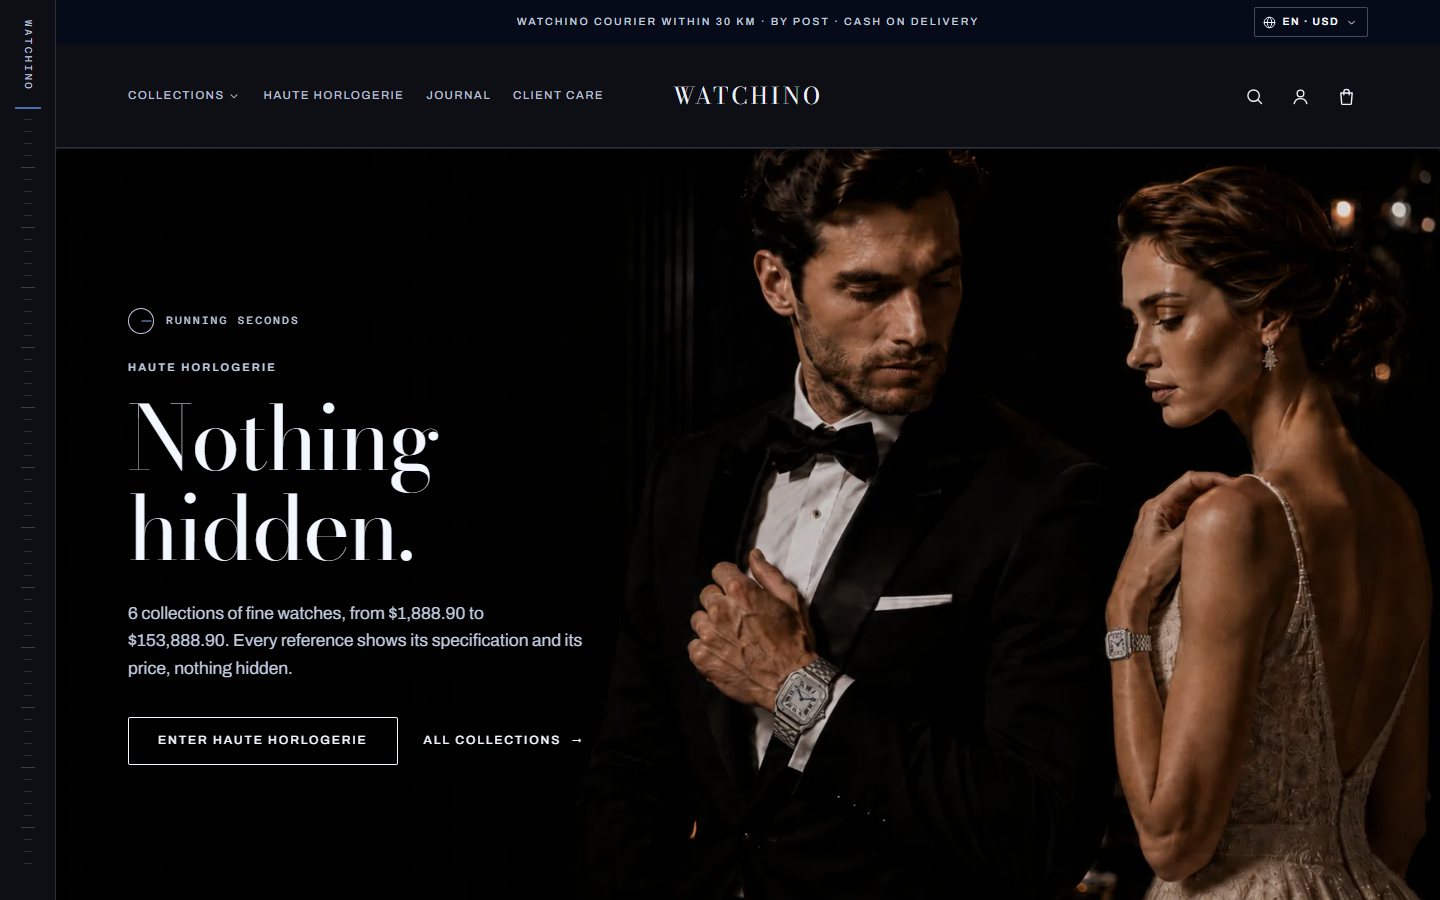 WATCHINO
WATCHINO COURIER WITHIN 30 KM · BY POST · CASH ON DELIVERY
EN · USD
COLLECTIONS
HAUTE HORLOGERIE
JOURNAL
CLIENT CARE
WATCHINO
RUNNING SECONDS
HAUTE HORLOGERIE
Nothing
hidden.
6 collections of fine watches, from $1,888.90 to
$153,888.90. Every reference shows its specification and its
price, nothing hidden.
ENTER HAUTE HORLOGERIE
ALL COLLECTIONS →